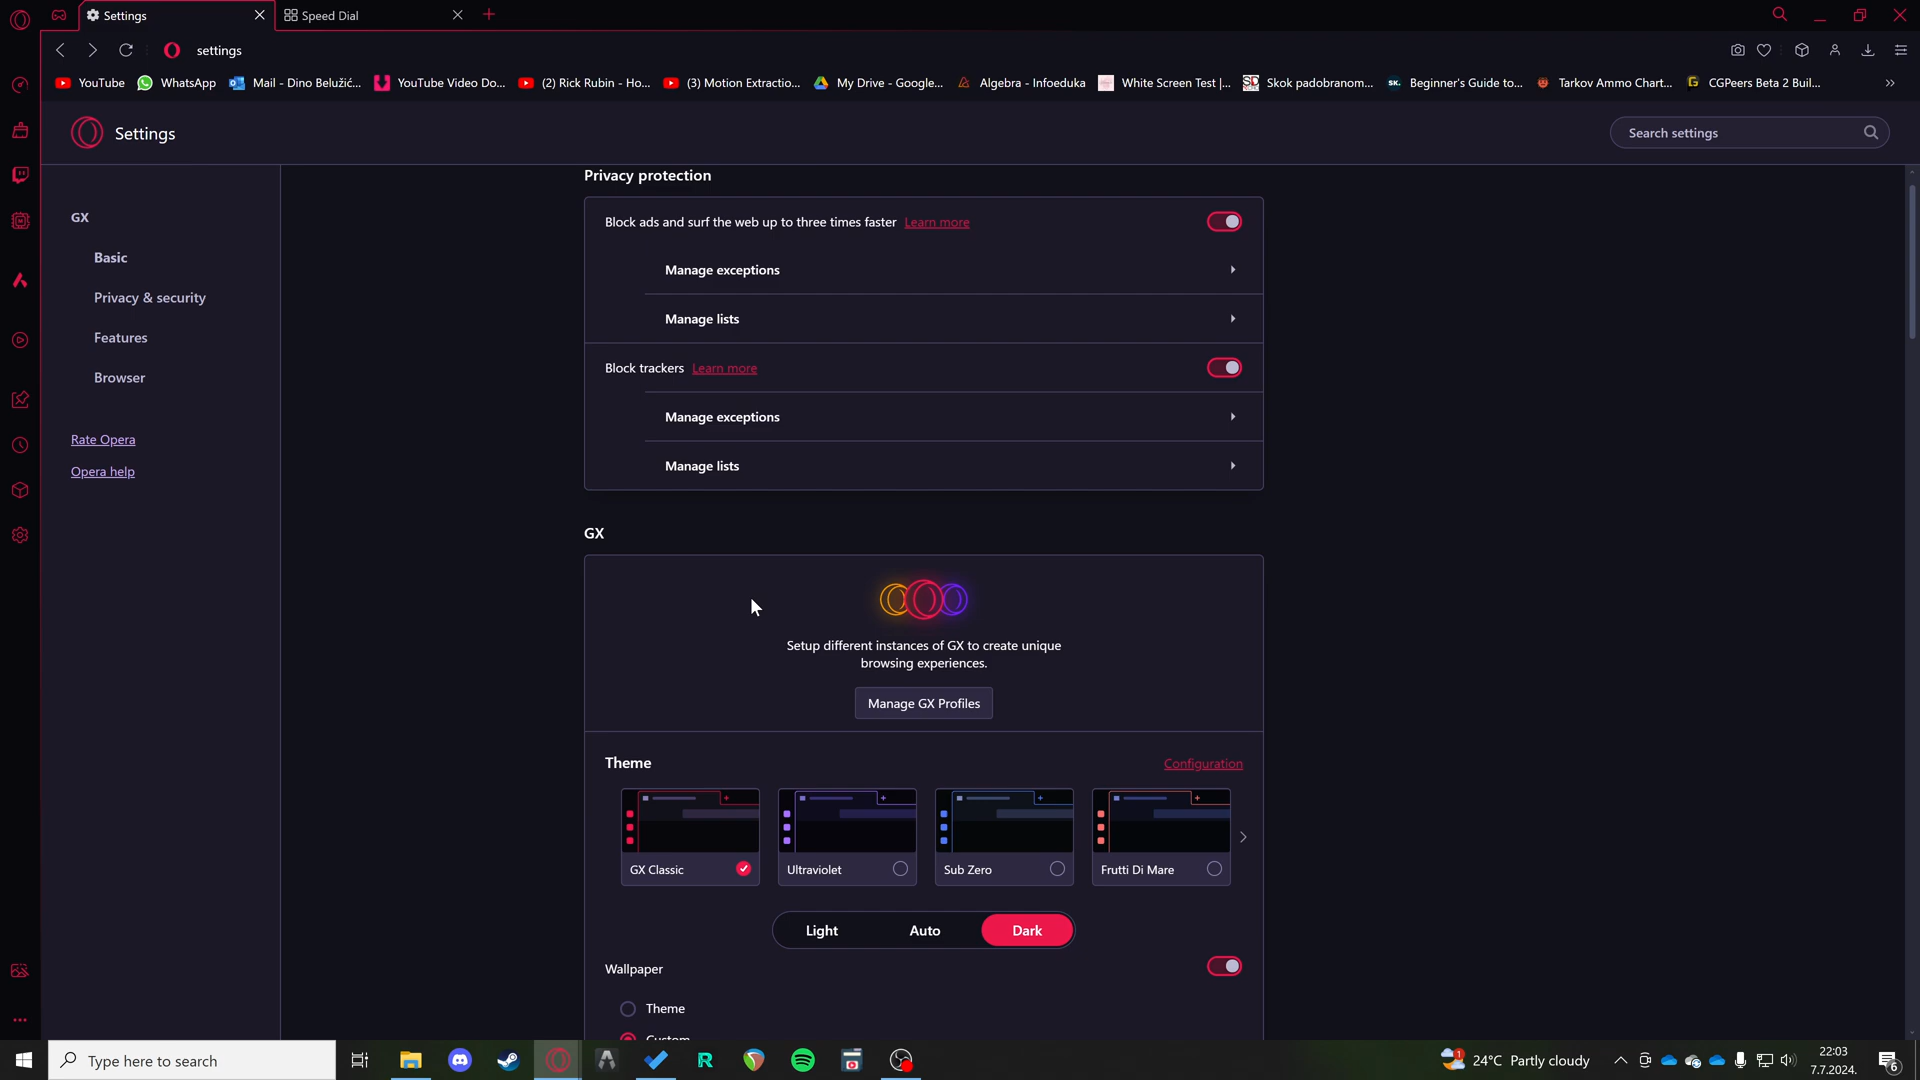 Settings
Speed Dial
settings
YouTube
WhatsApp
Mail - Dino Belužić...
YouTube Video Do...
(2) Rick Rubin - Ho...
(3) Motion Extractio...
My Drive - Google...
Algebra - Infoeduka
White Screen Test |...
Skok padobranom...
SK.
Beginner's Guide to...
Tarkov Ammo Chart...
CGPeers Beta 2 Buil...
Settings
Search settings
GX
Basic
Privacy & security
Features
Browser
Rate Opera
Opera help
Privacy protection
Block ads and surf the web up to three times faster Learn more
Manage exceptions
Manage lists
Block trackers Learn more
Manage exceptions
Manage lists
GX
Setup different instances of GX to create unique
browsing experiences.
Manage GX Profiles
Theme
Configuration
GX Classic
Ultraviolet
Sub Zero
Frutti Di Mare
Light
Auto
Dark
Wallpaper
Theme
Custom
Type here to search
24°C Partly cloudy
22:03
7.7.2024.
6